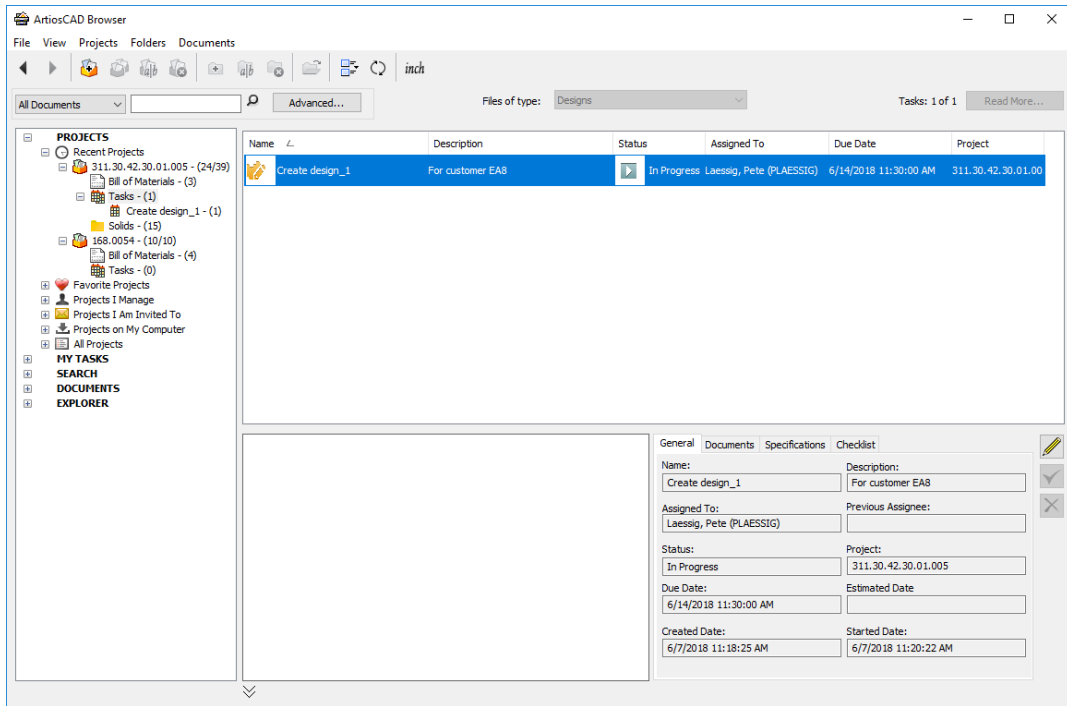 ArtiosCAD Browser
File View Projects Folders Documents
a|b a|b inch
All Documents Advanced... Files of type: Designs Tasks: 1 of 1 Read More...
PROJECTS
Recent Projects
311.30.42.30.01.005 - (24/39)
Bill of Materials - (3)
Tasks - (1)
Create design_1 - (1)
Solids - (15)
168.0054 - (10/10)
Bill of Materials - (4)
Tasks - (0)
Favorite Projects
Projects I Manage
Projects I Am Invited To
Projects on My Computer
All Projects
MY TASKS
SEARCH
DOCUMENTS
EXPLORER
Name Description Status Assigned To Due Date Project
Create design_1 For customer EA8 In Progress Laessig, Pete (PLAESSIG) 6/14/2018 11:30:00 AM 311.30.42.30.01.00
General Documents Specifications Checklist
Name: Description:
Create design_1 For customer EA8
Assigned To: Previous Assignee:
Laessig, Pete (PLAESSIG)
Status: Project:
In Progress 311.30.42.30.01.005
Due Date: Estimated Date
6/14/2018 11:30:00 AM
Created Date: Started Date:
6/7/2018 11:18:25 AM 6/7/2018 11:20:22 AM